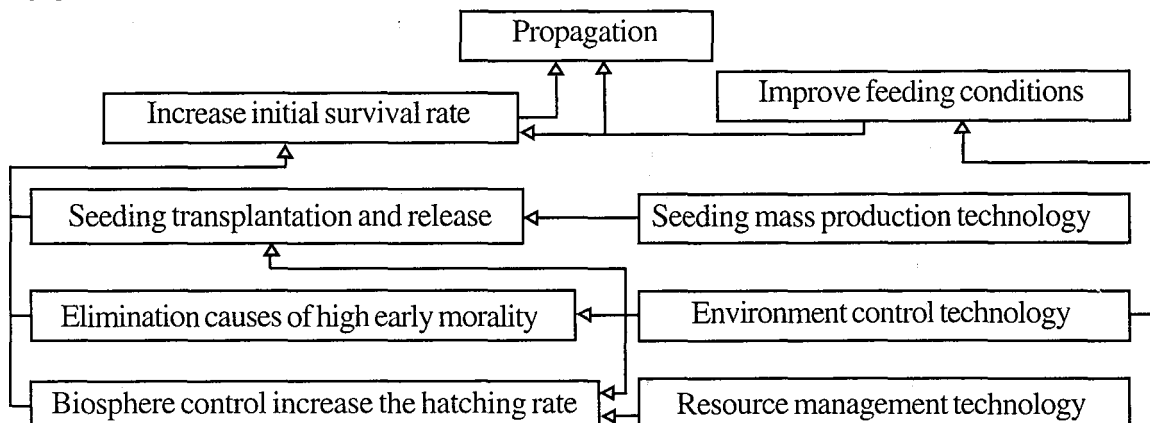 Propagation
Increase initial survival rate
Improve feeding conditions
Seeding transplantation and release
Seeding mass production technology
Elimination causes of high early morality
Environment control technology
Biosphere control increase the hatching rate
Resource management technology